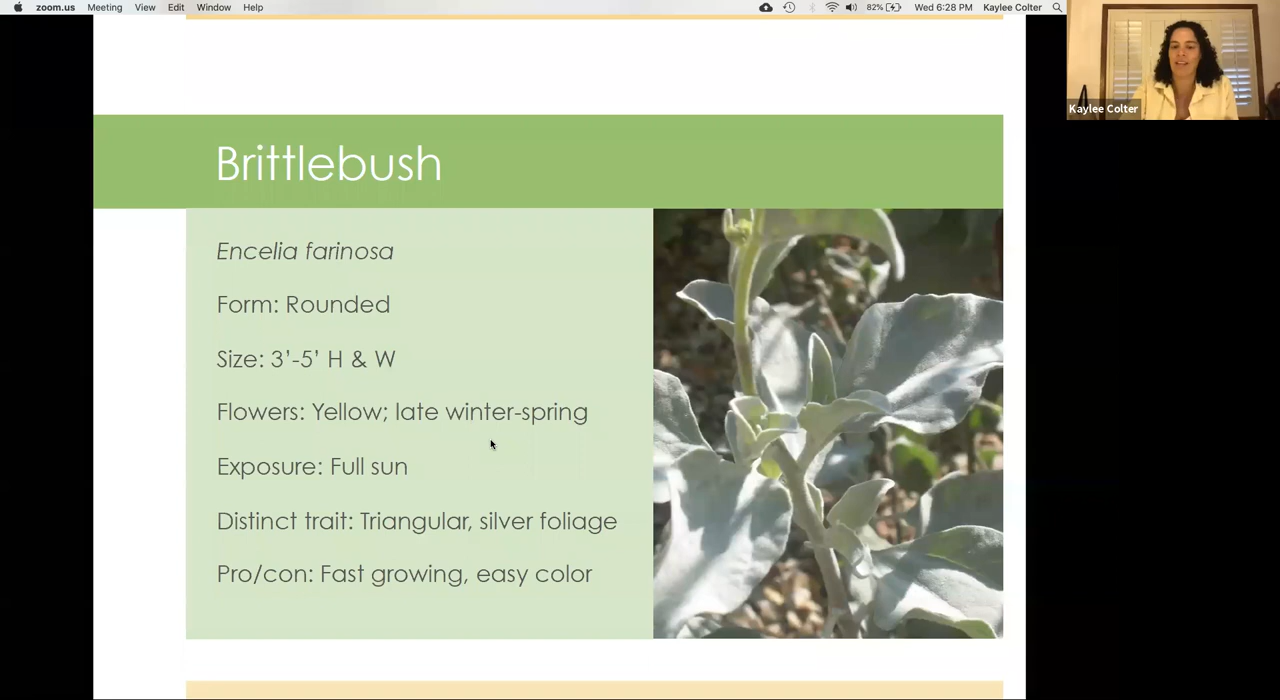 zoom.us Meeting View Edit Window Help 82% Wed 6:28 PM Kaylee Colter
Kaylee Colter
Brittlebush
Encelia farinosa
Form: Rounded
Size: 3’-5’ H & W
Flowers: Yellow; late winter-spring
Exposure: Full sun
Distinct trait: Triangular, silver foliage
Pro/con: Fast growing, easy color